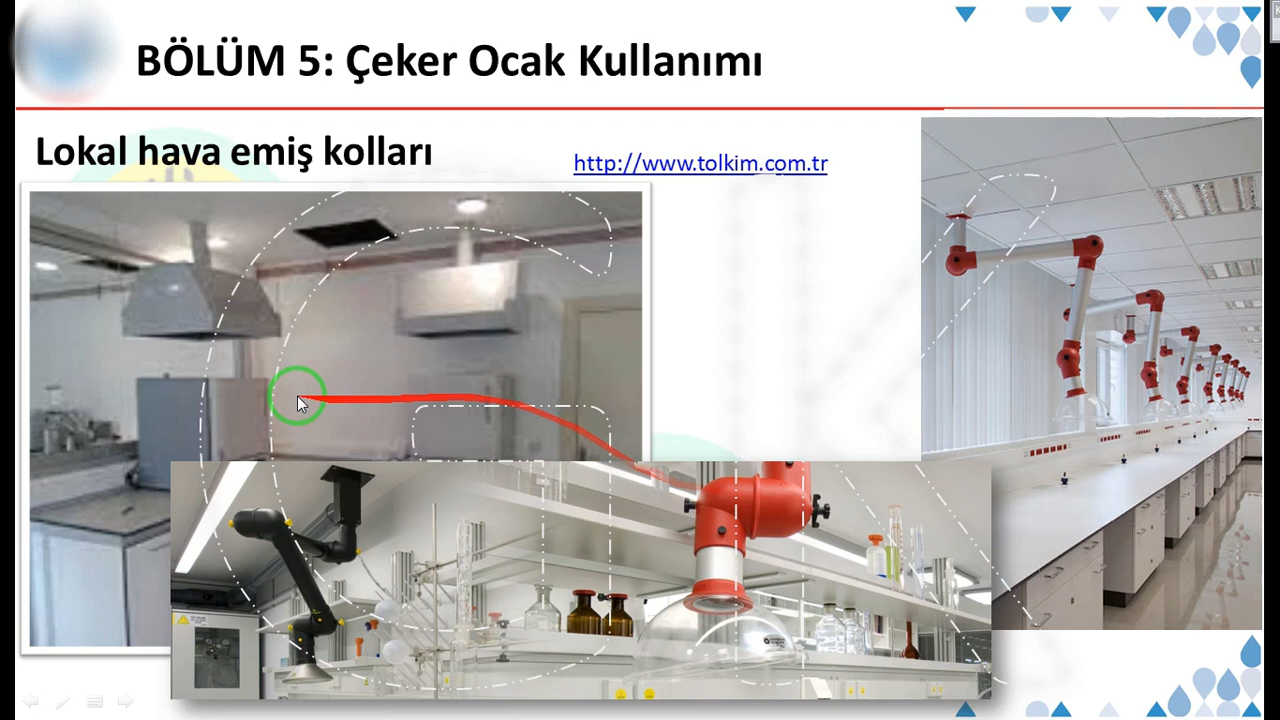 BÖLÜM 5: Çeker Ocak Kullanımı
Lokal hava emiş kolları
http://www.tolkim.com.tr